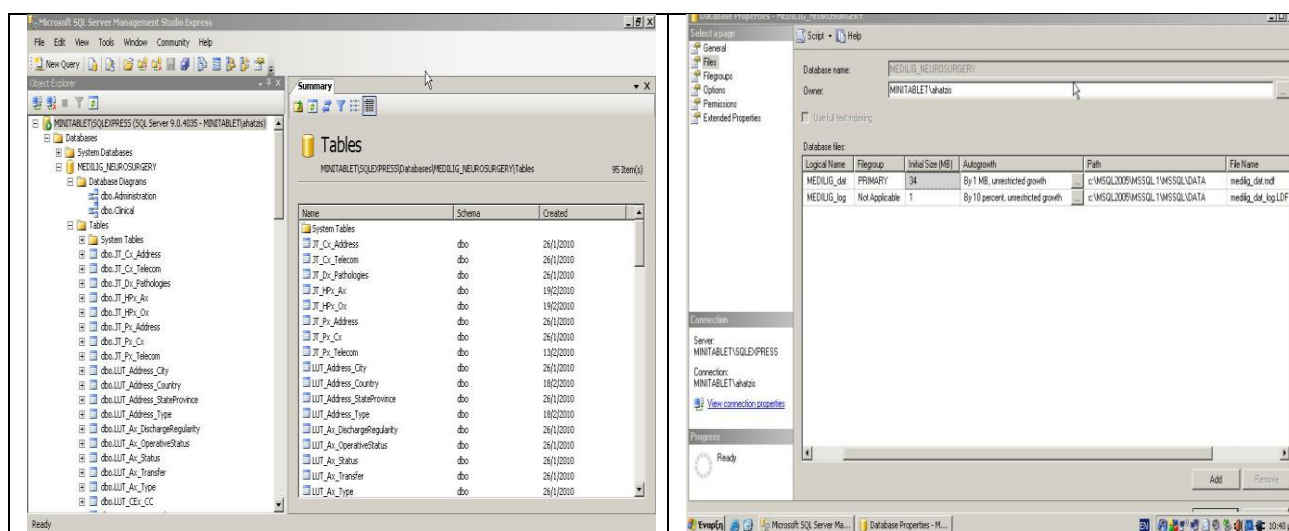 Microsoft SQL Server Management Studio Express
File Edit View Tools Window Community Help
New Query
Object Explorer
MINITABLET\SQLEXPRESS (SQL Server 9.0.4035 - MINITABLET\ahatzis)
Databases
System Databases
MEDILIG_NEUROSURGERY
Database Diagrams
dbo.Administration
dbo.Clinical
Tables
System Tables
dbo.JT_Cx_Address
dbo.JT_Cx_Telecom
dbo.JT_Dx_Pathologies
dbo.JT_HPx_Ax
dbo.JT_HPx_Ox
dbo.JT_Px_Address
dbo.JT_Px_Cx
dbo.JT_Px_Telecom
dbo.LUT_Address_City
dbo.LUT_Address_Country
dbo.LUT_Address_StateProvince
dbo.LUT_Address_Type
dbo.LUT_Ax_DischargeRegularity
dbo.LUT_Ax_OperativeStatus
dbo.LUT_Ax_Status
dbo.LUT_Ax_Transfer
dbo.LUT_Ax_Type
dbo.LUT_CEx_CC
Ready
Summary
Tables
MINITABLET\SQLEXPRESS\Databases\MEDILIG_NEUROSURGERY\Tables 95 Item(s)
Name Schema Created
System Tables
JT_Cx_Address dbo 26/1/2010
JT_Cx_Telecom dbo 26/1/2010
JT_Dx_Pathologies dbo 26/1/2010
JT_HPx_Ax dbo 19/2/2010
JT_HPx_Ox dbo 19/2/2010
JT_Px_Address dbo 26/1/2010
JT_Px_Cx dbo 26/1/2010
JT_Px_Telecom dbo 13/2/2010
LUT_Address_City dbo 26/1/2010
LUT_Address_Country dbo 18/2/2010
LUT_Address_StateProvince dbo 26/1/2010
LUT_Address_Type dbo 18/2/2010
LUT_Ax_DischargeRegularity dbo 26/1/2010
LUT_Ax_OperativeStatus dbo 26/1/2010
LUT_Ax_Status dbo 26/1/2010
LUT_Ax_Transfer dbo 26/1/2010
LUT_Ax_Type dbo 26/1/2010
Database Properties - MEDILIG_NEUROSURGERY
Select a page
General
Files
Filegroups
Options
Permissions
Extended Properties
Connection
Server:
MINITABLET\SQLEXPRESS
Connection:
MINITABLET\ahatzis
View connection properties
Progress
Ready
Script Help
Database name: MEDILIG_NEUROSURGERY
Owner: MINITABLET\ahatzis ...
Use full-text indexing
Database files:
Logical Name Filegroup Initial Size (MB) Autogrowth Path File Name
MEDILIG_dat PRIMARY 34 By 1 MB, unrestricted growth ... c:\MSQL2005\MSSQL.1\MSSQL\DATA medilig_dat.mdf
MEDILIG_log Not Applicable 1 By 10 percent, unrestricted growth ... c:\MSQL2005\MSSQL.1\MSSQL\DATA medilig_dat_log.LDF
Add Remove
Έναρξη Microsoft SQL Server Ma... Database Properties - M... EN 10:40